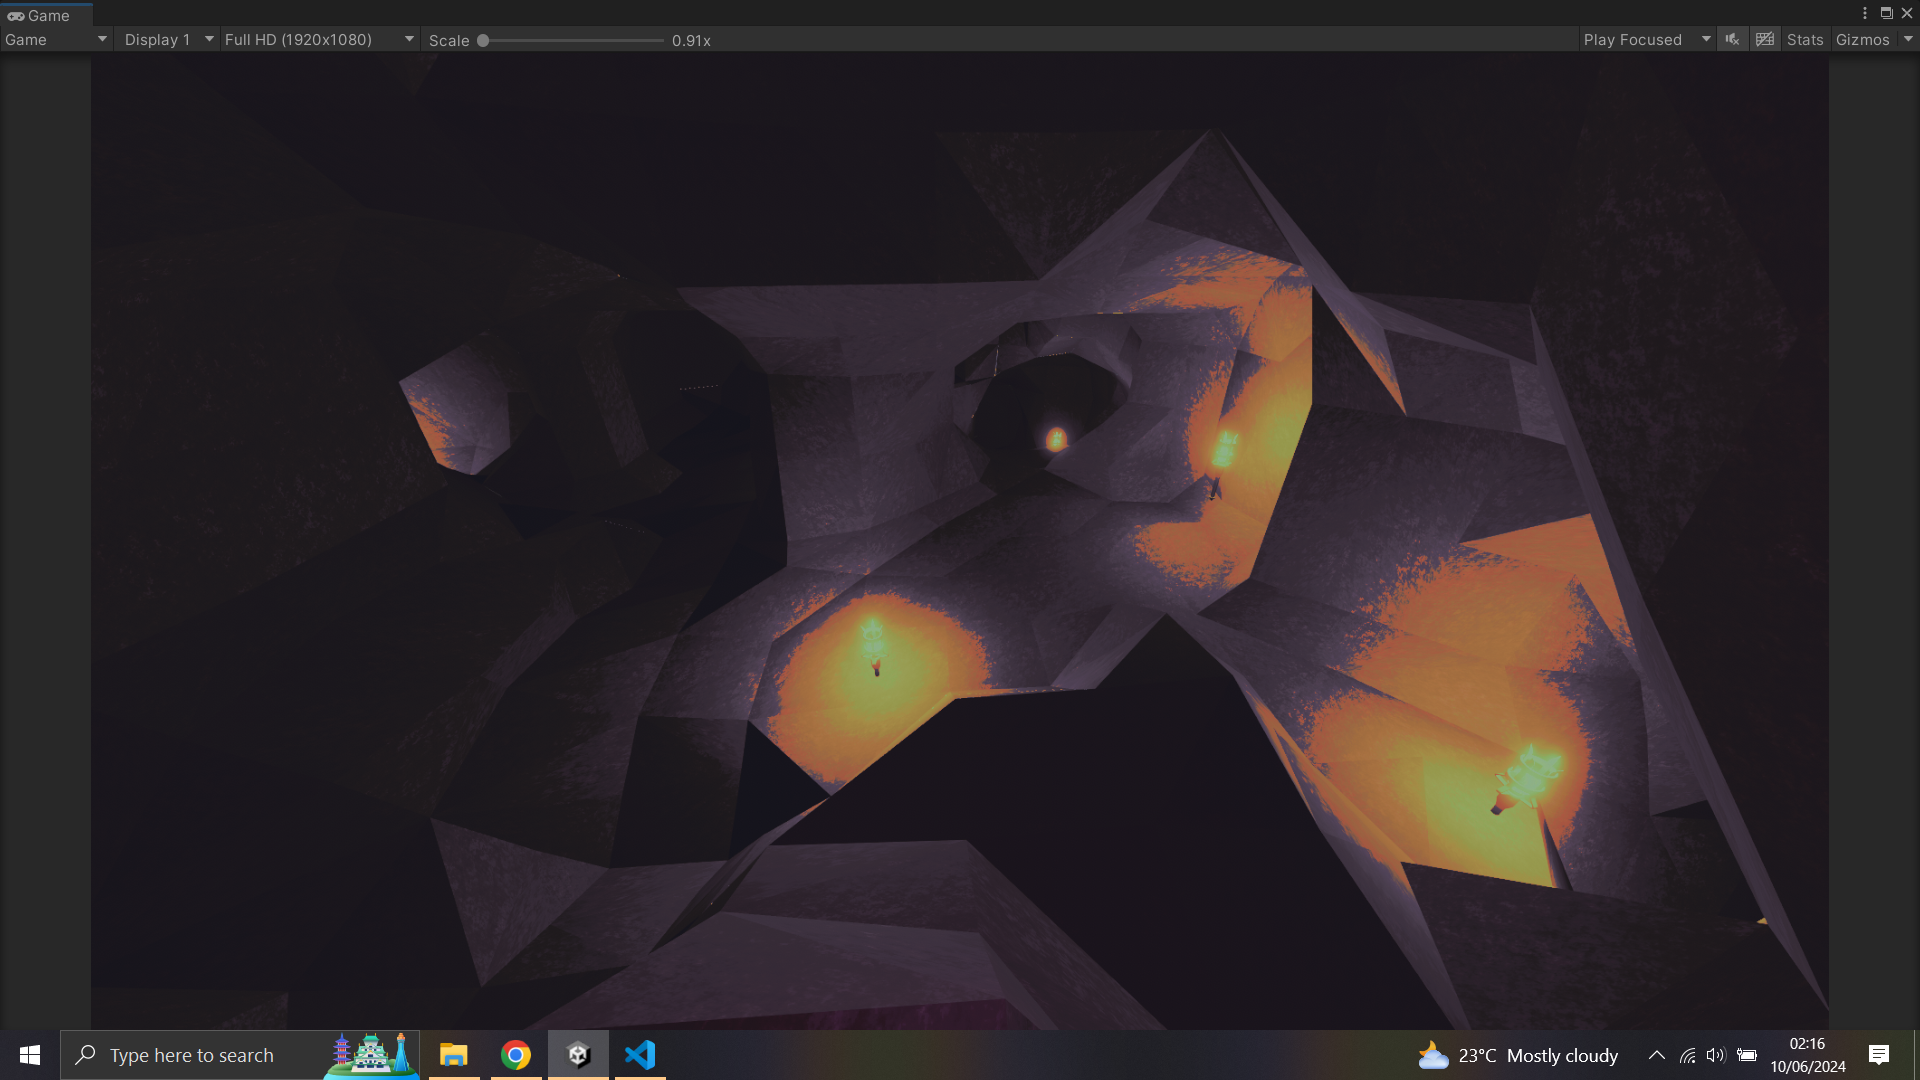 Game
Game Display 1 Full HD (1920x1080) Scale 0.91x Play Focused Stats Gizmos
Type here to search 23°C Mostly cloudy 02:16
10/06/2024